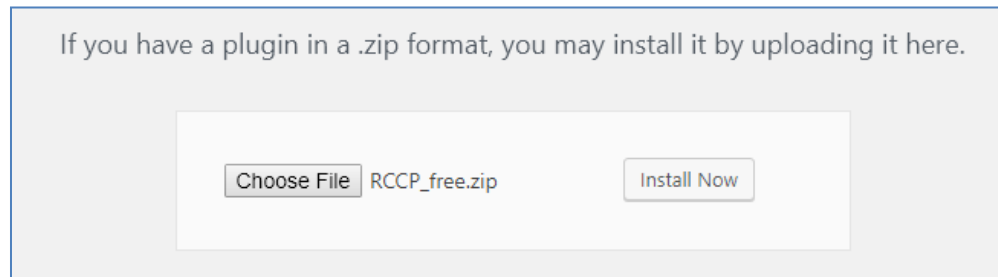 If you have a plugin in a .zip format, you may install it by uploading it here.
Choose File RCCP_free.zip Install Now